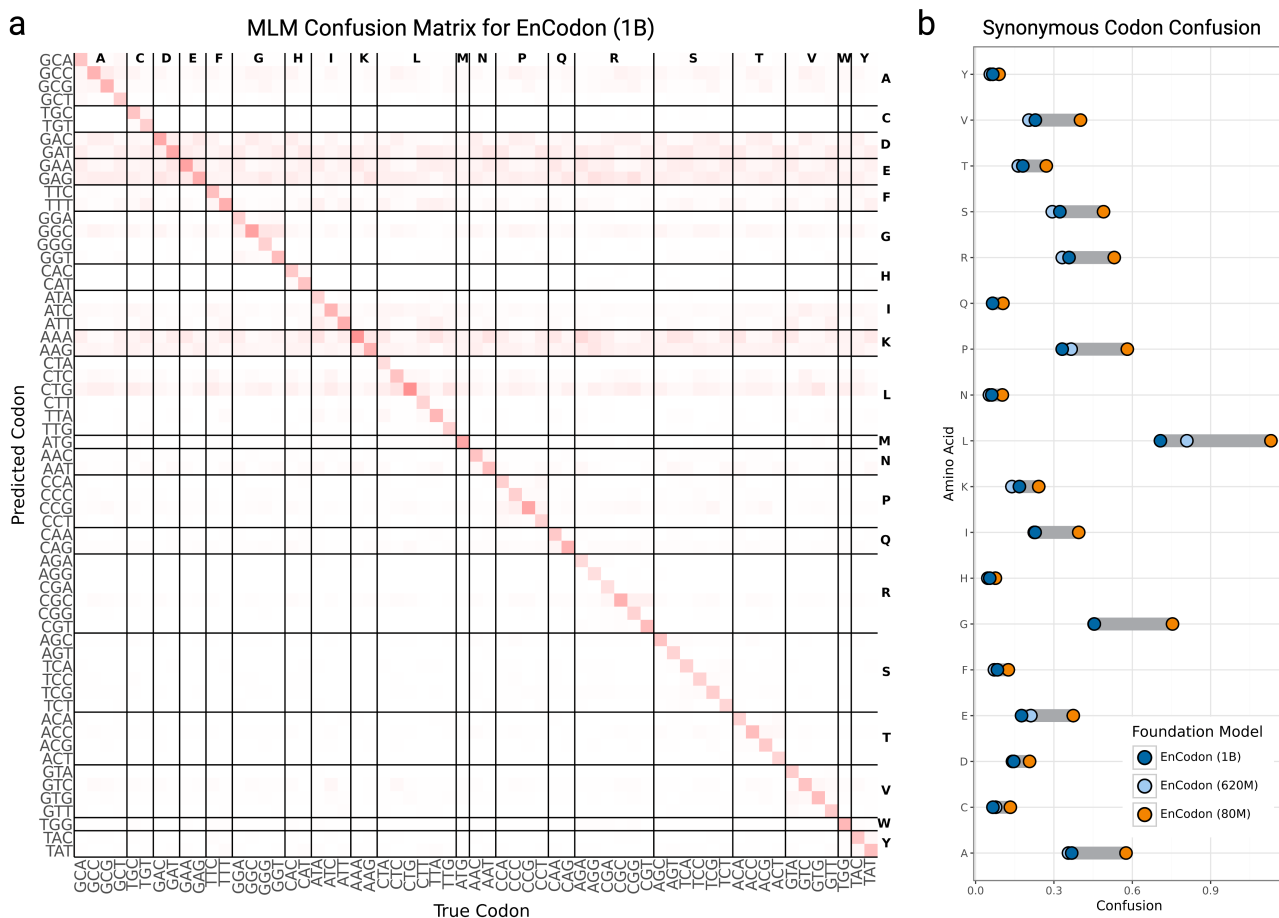 a
MLM Confusion Matrix for EnCodon (1B)
A C D E F G H I K L M N P Q R S T V W Y
GCA
GCC
GCG
GCT
TGC
TGT
GAC
GAT
GAA
GAG
TTC
TTT
GGA
GGC
GGG
GGT
CAC
CAT
ATA
ATC
ATT
AAA
AAG
CTA
CTC
CTG
CTT
TTA
TTG
ATG
AAC
AAT
CCA
CCC
CCG
CCT
CAA
CAG
AGA
AGG
CGA
CGC
CGG
CGT
AGC
AGT
TCA
TCC
TCG
TCT
ACA
ACC
ACG
ACT
GTA
GTC
GTG
GTT
TGG
TAC
TAT
A
C
D
E
F
G
H
I
K
L
M
N
P
Q
R
S
T
V
W
Y
Predicted Codon
GCA GCC GCG GCT TGC TGT GAC GAT GAA GAG TTC TTT GGA GGC GGG GGT CAC CAT ATA ATC ATT AAA AAG CTA CTC CTG CTT TTA TTG ATG AAC AAT CCA CCC CCG CCT CAA CAG AGA AGG CGA CGC CGG CGT AGC AGT TCA TCC TCG TCT ACA ACC ACG ACT GTA GTC GTG GTT TGG TAC TAT
True Codon
b
Synonymous Codon Confusion
Y
V
T
S
R
Q
P
N
L
K
I
H
G
F
E
D
C
A
Amino Acid
Foundation Model
EnCodon (1B)
EnCodon (620M)
EnCodon (80M)
0.0 0.3 0.6 0.9
Confusion